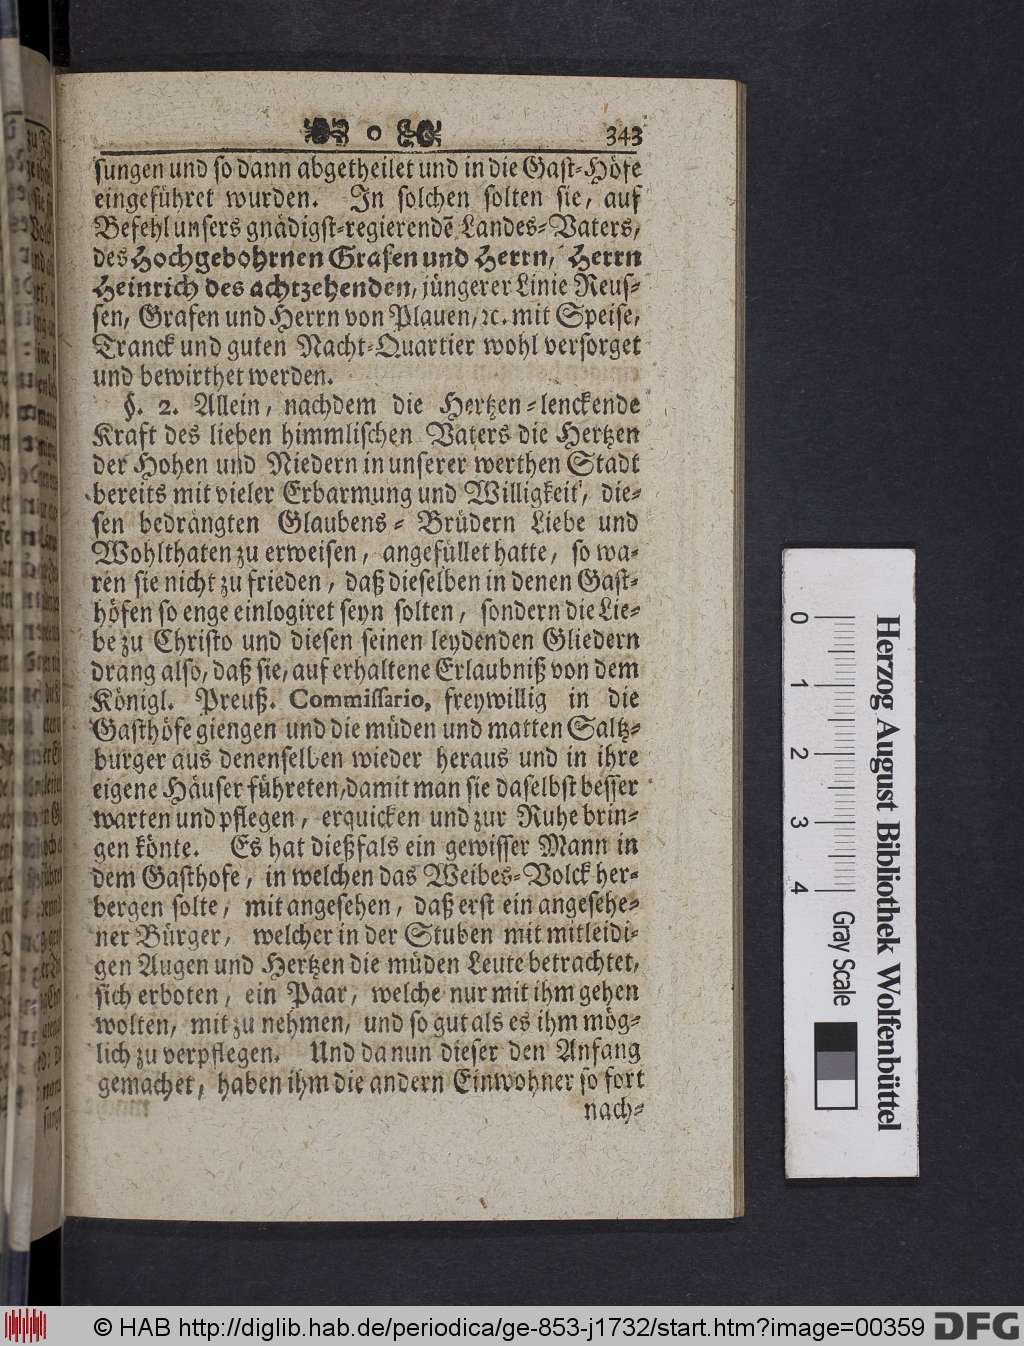 343
sungen und so dann abgetheilet und in die Gast-Höfe
eingeführet wurden. In solchen solten sie, auf
Befehl unsers gnädigst-regierendē Landes-Vaters,
des Hochgebohrnen Grafen und Herrn, Herrn
Heinrich des achtzehenden, jüngerer Linie Reus-
sen, Grafen und Herrn von Plauen, ꝛc. mit Speise,
Tranck und guten Nacht-Quartier wohl versorget
und bewirthet werden.
§. 2. Allein, nachdem die Hertzen-lenckende
Kraft des lieben himmlischen Vaters die Hertzen
der Hohen und Niedern in unserer werthen Stadt
bereits mit vieler Erbarmung und Willigkeit, die-
sen bedrängten Glaubens-Brüdern Liebe und
Wohlthaten zu erweisen, angefüllet hatte, so wa-
ren sie nicht zu frieden, daß dieselben in denen Gast-
höfen so enge einlogiret seyn solten, sondern die Lie-
be zu Christo und diesen seinen leydenden Gliedern
drang also, daß sie, auf erhaltene Erlaubniß von dem
Königl. Preuß. Commissario, freywillig in die
Gasthöfe giengen und die müden und matten Saltz-
burger aus denenselben wieder heraus und in ihre
eigene Häuser führeten, damit man sie daselbst besser
warten und pflegen, erquicken und zur Ruhe brin-
gen könte. Es hat dießfals ein gewisser Mann in
dem Gasthofe, in welchen das Weibes-Volck her-
bergen solte, mit angesehen, daß erst ein angesehe-
ner Bürger, welcher in der Stuben mit mitleidi-
gen Augen und Hertzen die müden Leute betrachtet,
sich erboten, ein Paar, welche nur mit ihm gehen
wolten, mit zu nehmen, und so gut als es ihm mög-
lich zu verpflegen. Und da nun dieser den Anfang
gemachet, haben ihm die andern Einwohner so fort
nach-
0 1 2 3 4
Gray Scale
Herzog August Bibliothek Wolfenbüttel
© HAB http://diglib.hab.de/periodica/ge-853-j1732/start.htm?image=00359
DFG